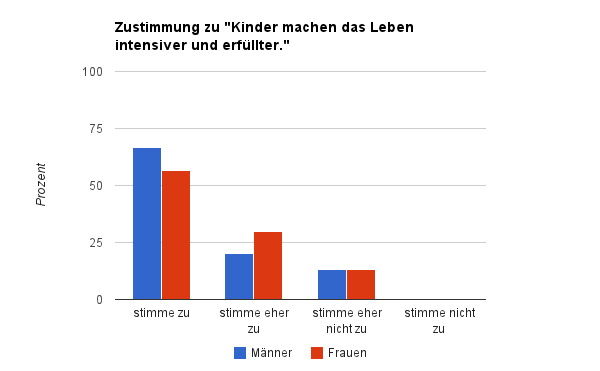 Zustimmung zu "Kinder machen das Leben
intensiver und erfüllter."
100
75
50
25
0
Prozent
stimme zu
stimme eher
zu
stimme eher
nicht zu
stimme nicht
zu
Männer
Frauen